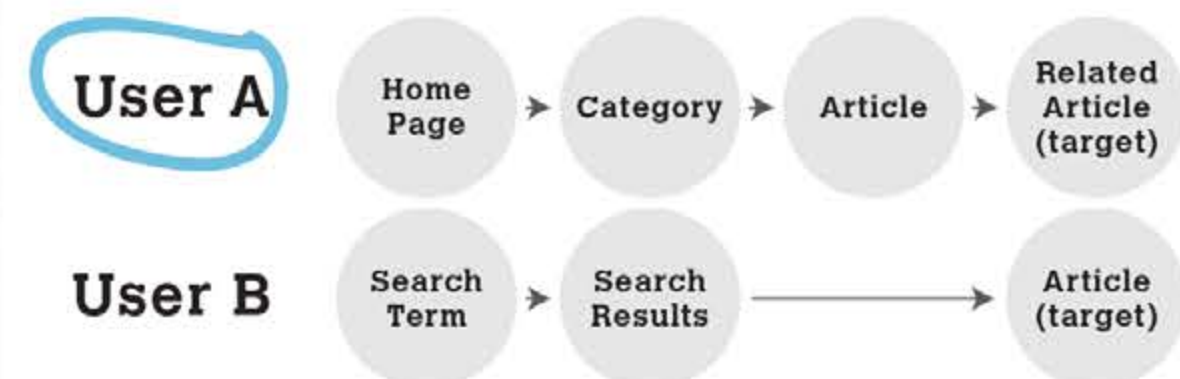 User A
Home
Page
Category
Article
Related
Article
(target)
User B
Search
Term
Search
Results
Article
(target)